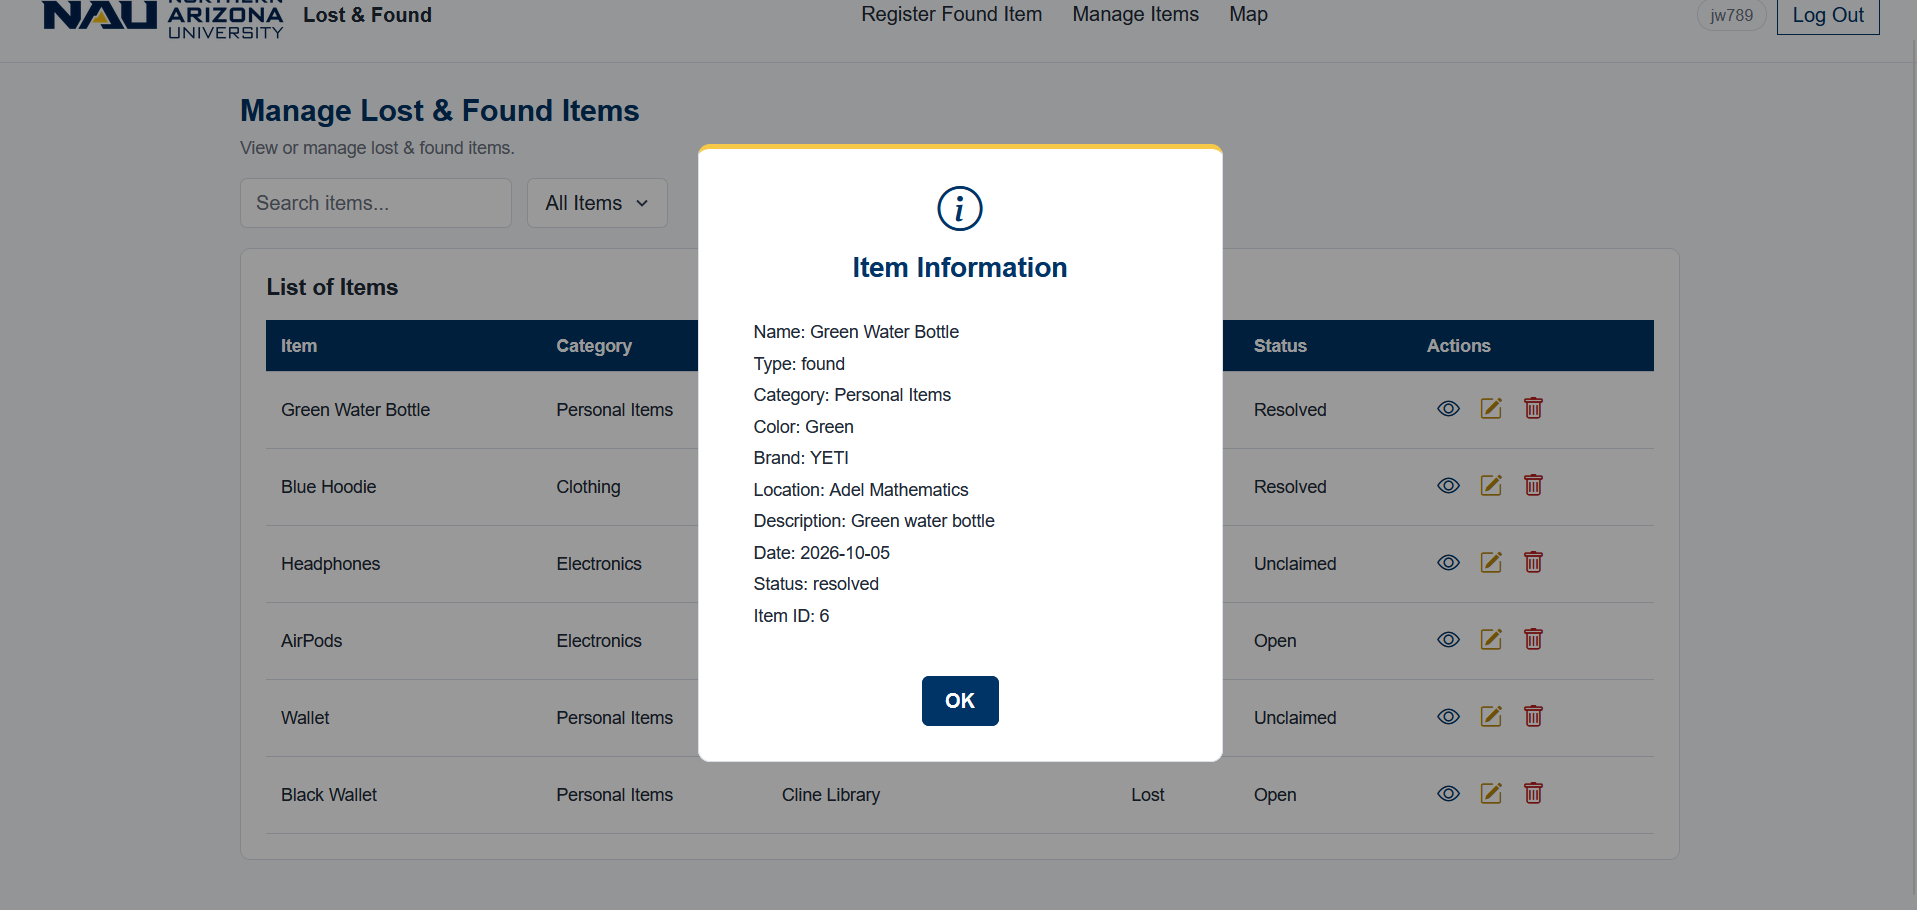 NAU NORTHERN ARIZONA UNIVERSITY Lost & Found Register Found Item Manage Items Map jw789 Log Out
Manage Lost & Found Items
View or manage lost & found items.
Search items... All Items
List of Items
Item Category Status Actions
Green Water Bottle Personal Items Resolved
Blue Hoodie Clothing Resolved
Headphones Electronics Unclaimed
AirPods Electronics Open
Wallet Personal Items Unclaimed
Black Wallet Personal Items Cline Library Lost Open
i
Item Information
Name: Green Water Bottle
Type: found
Category: Personal Items
Color: Green
Brand: YETI
Location: Adel Mathematics
Description: Green water bottle
Date: 2026-10-05
Status: resolved
Item ID: 6
OK